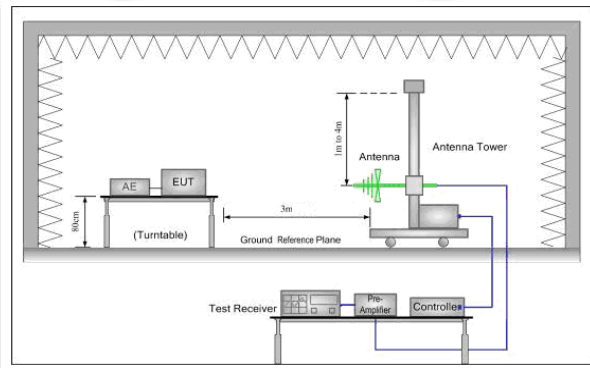 1m to 4m
Antenna Tower
Antenna
AE
EUT
3m
80cm
(Turntable)
Ground Reference Plane
Test Receiver
Pre-
Amplifier
Controller